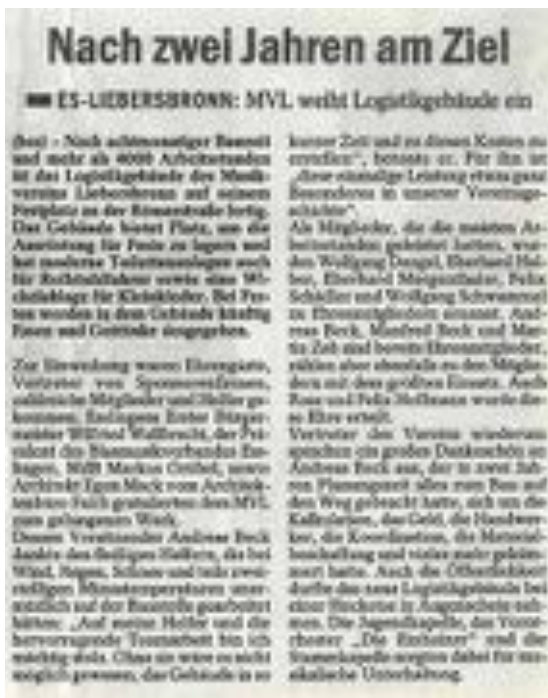 Nach zwei Jahren am Ziel
ES-LIEBERSBRONN: MVL weiht Logistikgebäude ein
(bes) – Nach achtmonatiger Bauzeit
und mehr als 4000 Arbeitsstunden
ist das Logistikgebäude des Musik-
vereins Liebersbronn auf seinem
Festplatz an der Römerstraße fertig.
Das Gebäude bietet Platz, um die
Ausrüstung für Feste zu lagern und
hat moderne Toilettenanlagen auch
für Rollstuhlfahrer sowie eine Wi-
ckelablage für Kleinkinder. Bei Fes-
ten werden in dem Gebäude künftig
Essen und Getränke ausgegeben.
Zur Einweihung waren Ehrengäste,
Vertreter von Sponsorenfirmen,
zahlreiche Mitglieder und Helfer ge-
kommen. Esslingens Erster Bürger-
meister Wilfried Wallbrecht, der Prä-
sident des Blasmusikverbandes Ess-
lingen, MdB Markus Grübel, sowie
Architekt Egon Mack vom Architek-
gratulierten dem MVL
zum gelungenen Werk.
Dessen Vorsitzender Andreas Beck
dankte den fleißigen Helfern, die bei
Wind, Regen, Schnee und teils zwei-
stelligen Minustemperaturen uner-
müdlich auf der Baustelle gearbeitet
hätten: „Auf meine Helfer und die
hervorragende Teamarbeit bin ich
mächtig stolz. Ohne sie wäre es nicht
möglich gewesen, das Gebäude in so
kurzer Zeit und zu diesen Kosten zu
erstellen“, betonte er. Für ihn ist
„diese einmalige Leistung etwas ganz
Besonderes in unserer Vereinsge-
schichte“.
Als Mitglieder, die die meisten Ar-
beitsstunden geleistet hatten, wur-
den Wolfgang Eberhard
Eberhard Morgenthaler, Felix
Schäfer und Wolfgang
zu Ehrenmitgliedern ernannt. And-
reas Beck, Manfred Beck und Mar-
tin Zeh sind bereits Ehrenmitglieder,
zählen aber ebenfalls zu den Mitglie-
dern mit dem größten Einsatz. Auch
Rosa und Felix Hoffmann wurde die-
se Ehre erteilt.
Vertreter des Vereins wiederum
sprachen ein großes Dankeschön an
Andreas Beck aus, der in zwei Jah-
ren Planungszeit alles zum Bau auf
den Weg gebracht hatte, sich um die
Kalkulation, das Geld, die Handwer-
ker, die Koordination, die Material-
beschaffung und vieles mehr geküm-
mert hatte. Auch die Öffentlichkeit
durfte das neue Logistikgebäude bei
einer Hocketse in Augenschein neh-
men. Die Jugendkapelle, das Voror-
chester und die
Stammkapelle sorgten dabei für mu-
sikalische Unterhaltung.